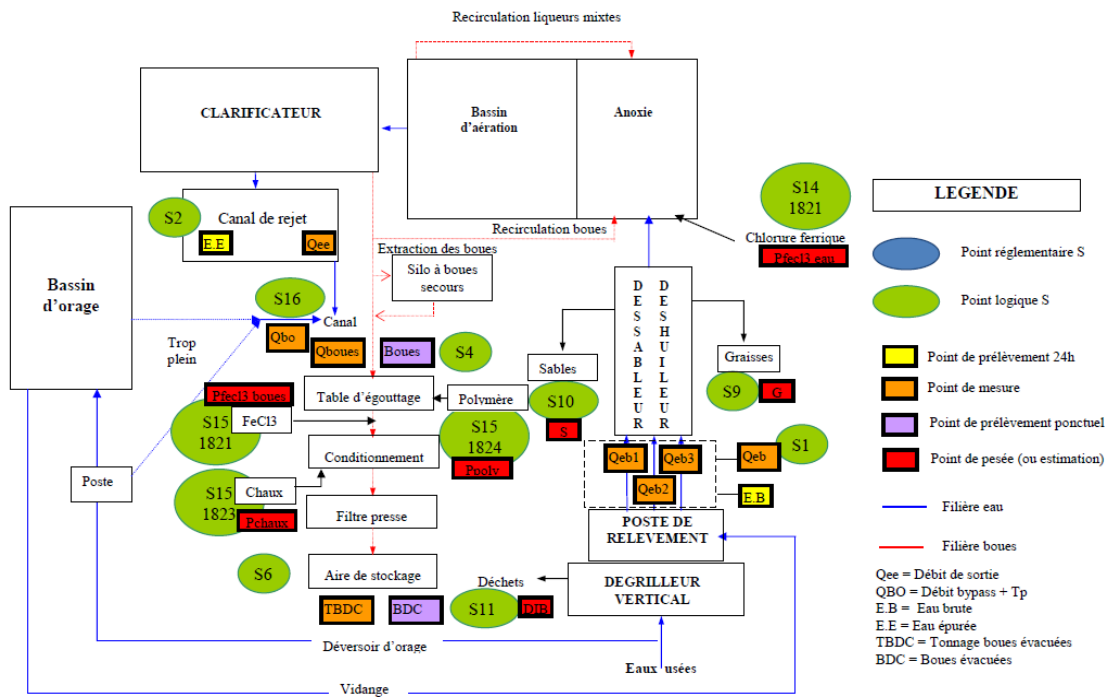 Recirculation liqueurs mixtes
CLARIFICATEUR
Bassin
d'aération
Anoxie
S14
1821
LEGENDE
S2
Canal de rejet
E.E
Qee
Recirculation boues
Chlorure ferrique
Pfecl3 eau
Point réglementaire S
Extraction des boues
Silo à boues
secours
Bassin
d'orage
S16
Canal
Point logique S
DESSABLEUR
DESHUILEUR
Trop
plein
Qbo
Qboues
Boues
S4
Sables
Graisses
Point de prélèvement 24h
Pfecl3 boues
Table d'égouttage
Polymère
S10
S9
G
Point de mesure
S15
1821
FeCl3
S15
1824
S
Point de prélèvement ponctuel
Qeb1
Qeb3
Qeb
S1
Poste
Conditionnement
Ppoly
Qeb2
E.B
Point de pesée (ou estimation)
S15
1823
Chaux
Pchaux
Filtre presse
POSTE DE
RELEVEMENT
Filière eau
Filière boues
S6
Aire de stockage
Déchets
DEGRILLEUR
VERTICAL
Qee = Débit de sortie
QBO = Débit bypass + Tp
E.B = Eau brute
E.E = Eau épurée
TBDC = Tonnage boues évacuées
BDC = Boues évacuées
TBDC
BDC
S11
DIB
Déversoir d'orage
Eaux usées
Vidange